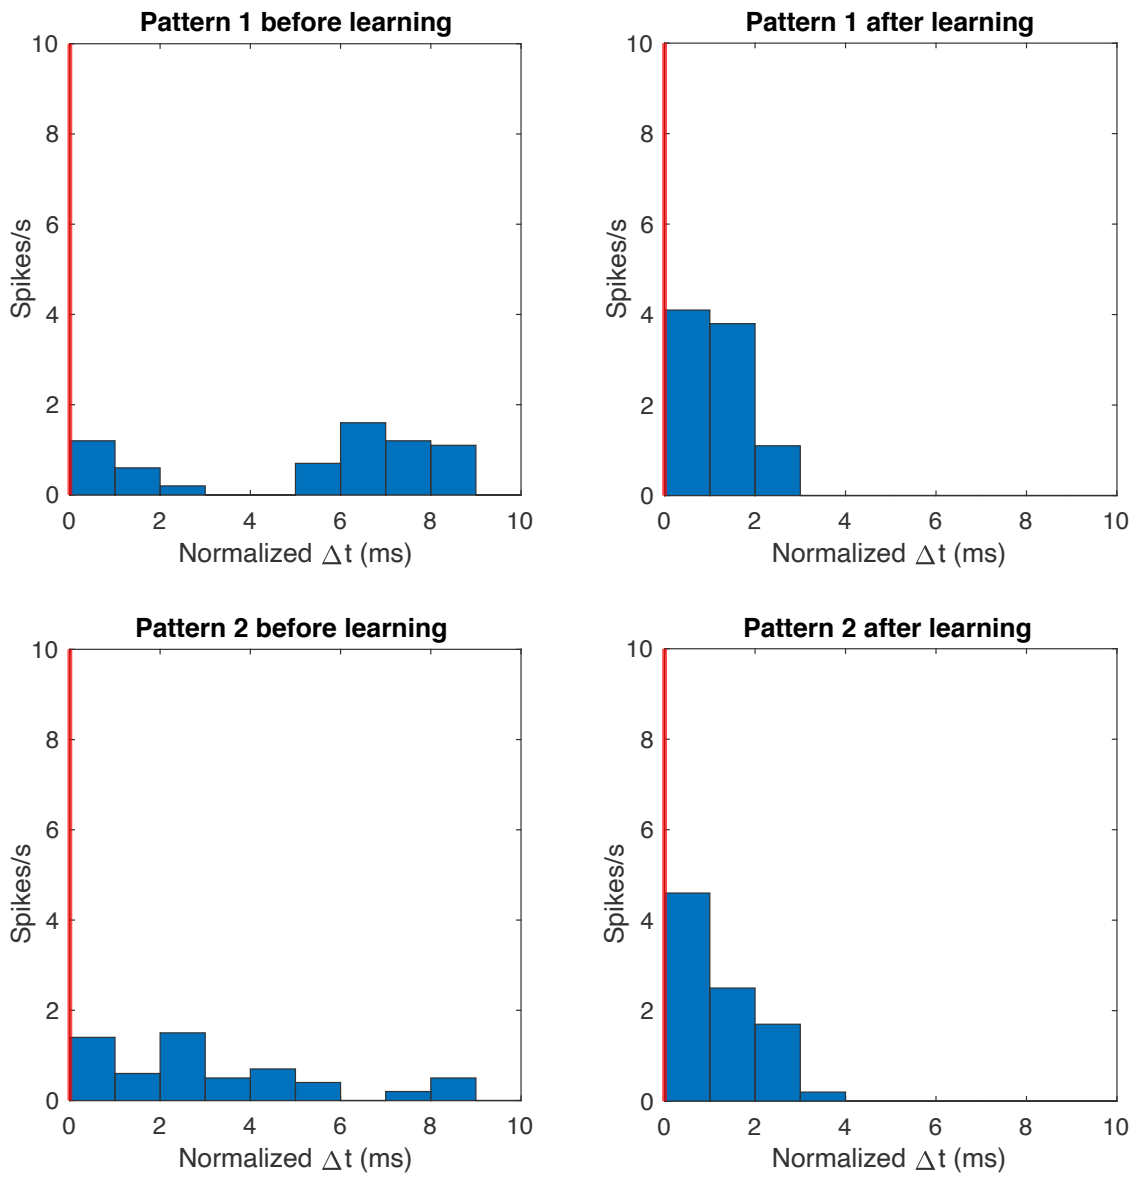 Pattern 1 before learning
10
8
6
4
2
0
Spikes/s
0 2 4 6 8 10
Normalized Δt (ms)
Pattern 1 after learning
10
8
6
4
2
0
Spikes/s
0 2 4 6 8 10
Normalized Δt (ms)
Pattern 2 before learning
10
8
6
4
2
0
Spikes/s
0 2 4 6 8 10
Normalized Δt (ms)
Pattern 2 after learning
10
8
6
4
2
0
Spikes/s
0 2 4 6 8 10
Normalized Δt (ms)